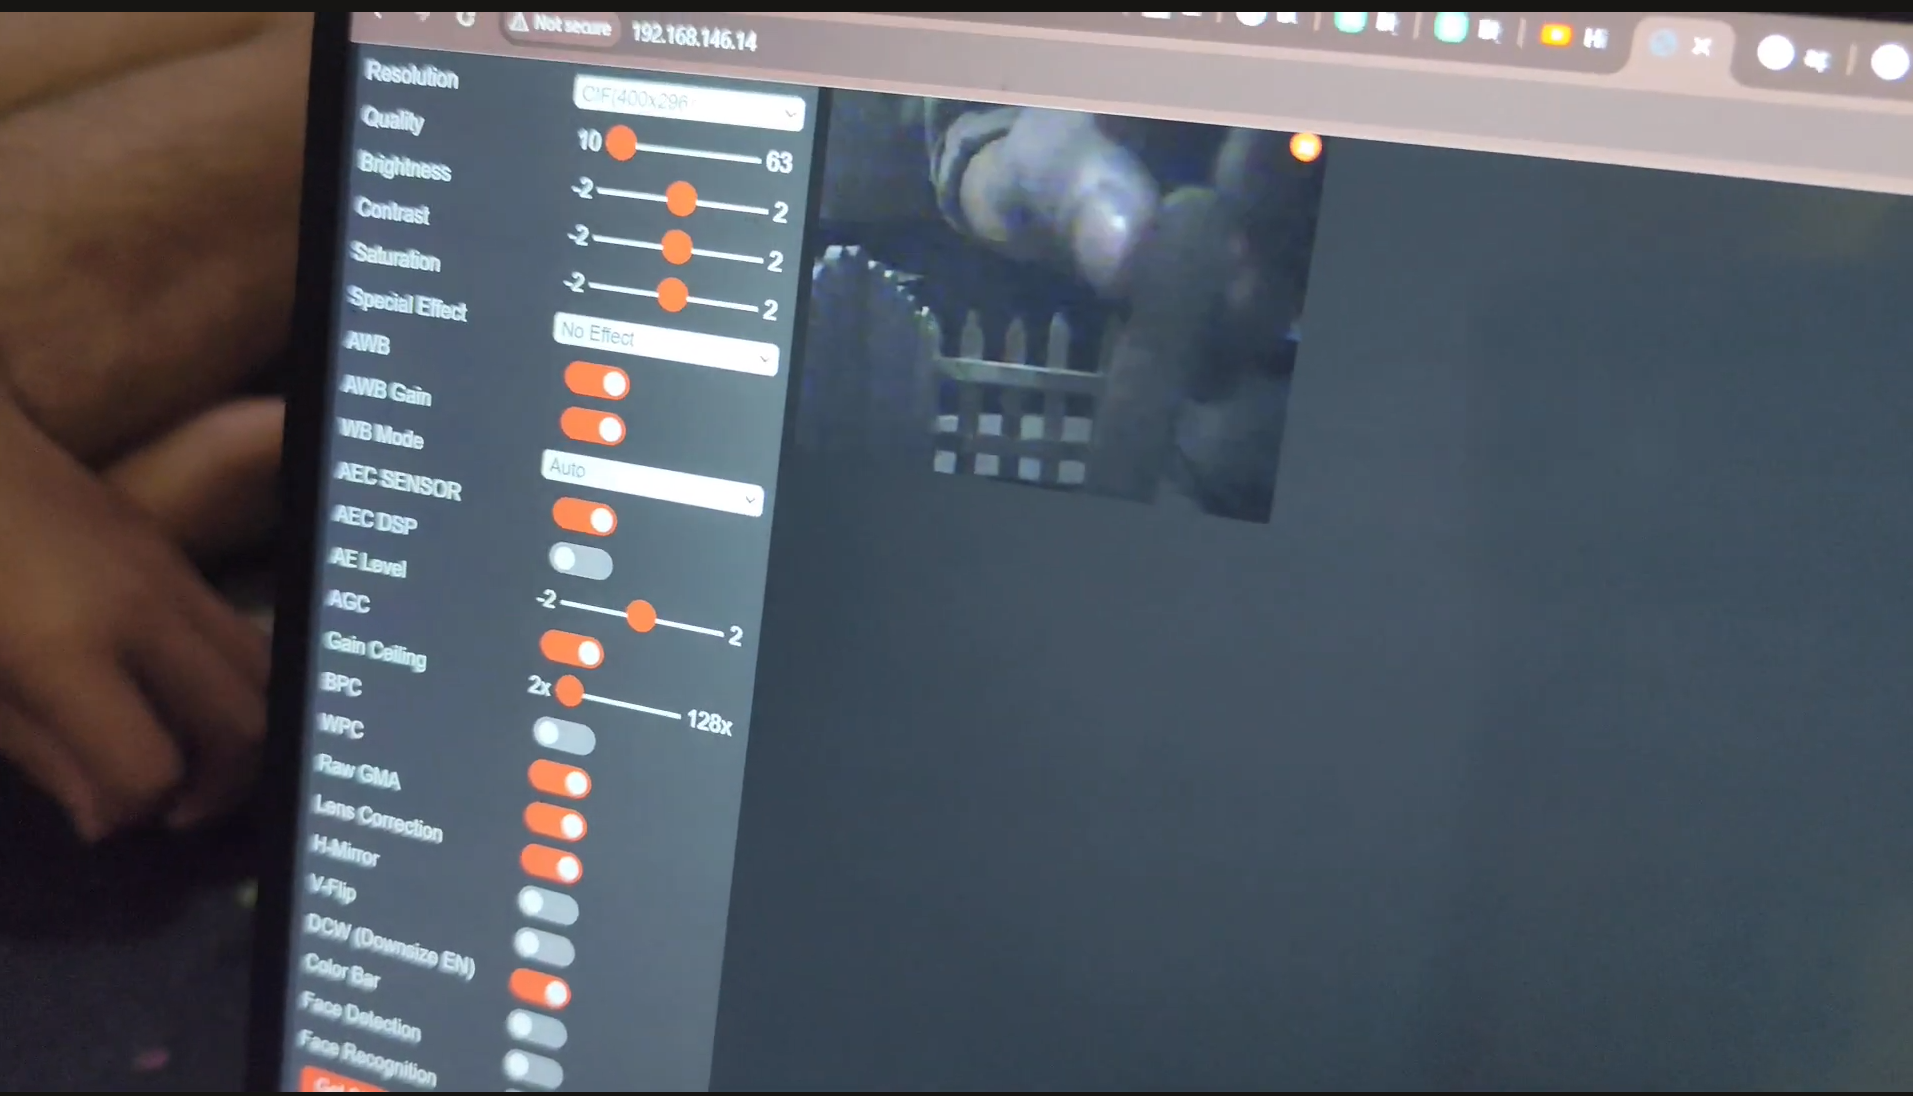 Not secure 192.168.146.14
Hi
Resolution CIF(400x296)
Quality 10 63
Brightness -2 2
Contrast -2 2
Saturation -2 2
Special Effect No Effect
AWB
AWB Gain
WB Mode Auto
AEC SENSOR
AEC DSP
AE Level -2 2
AGC
Gain Ceiling 2x 128x
BPC
WPC
Raw GMA
Lens Correction
H-Mirror
V-Flip
DCW (Downsize EN)
Color Bar
Face Detection
Face Recognition